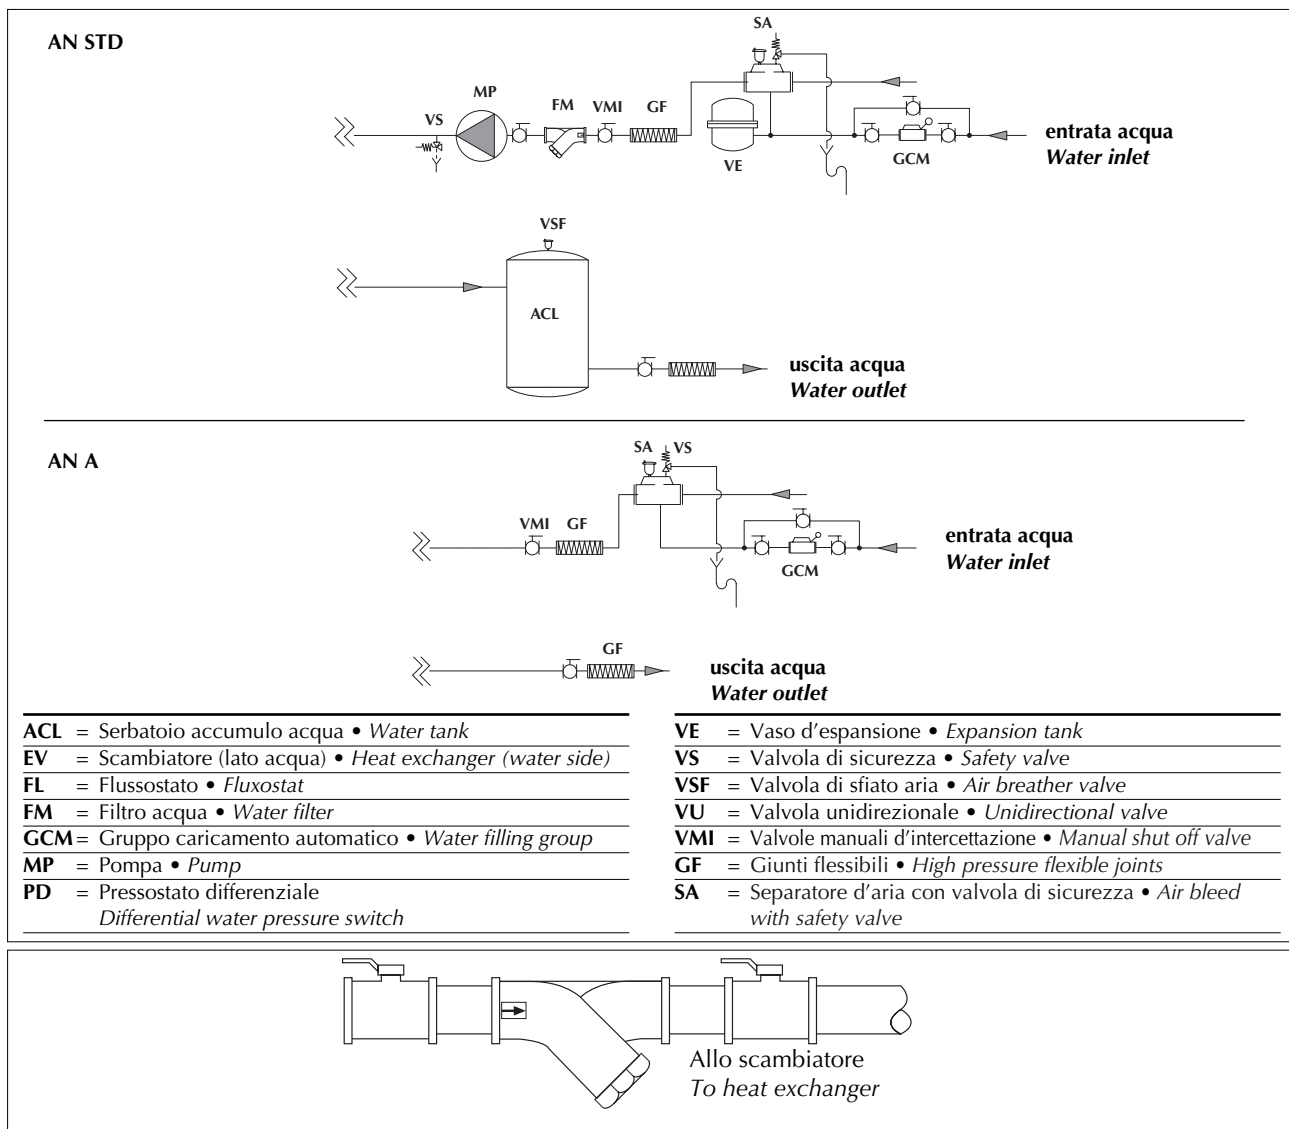 AN STD
SA
MP
FM
VMI
GF
VS
VE
GCM
entrata acqua
Water inlet
VSF
ACL
uscita acqua
Water outlet
AN A
SA
VS
VMI
GF
GCM
entrata acqua
Water inlet
GF
uscita acqua
Water outlet
ACL = Serbatoio accumulo acqua • Water tank
EV = Scambiatore (lato acqua) • Heat exchanger (water side)
FL = Flussostato • Fluxostat
FM = Filtro acqua • Water filter
GCM = Gruppo caricamento automatico • Water filling group
MP = Pompa • Pump
PD = Pressostato differenziale
Differential water pressure switch
VE = Vaso d'espansione • Expansion tank
VS = Valvola di sicurezza • Safety valve
VSF = Valvola di sfiato aria • Air breather valve
VU = Valvola unidirezionale • Unidirectional valve
VMI = Valvole manuali d'intercettazione • Manual shut off valve
GF = Giunti flessibili • High pressure flexible joints
SA = Separatore d'aria con valvola di sicurezza • Air bleed
with safety valve
Allo scambiatore
To heat exchanger